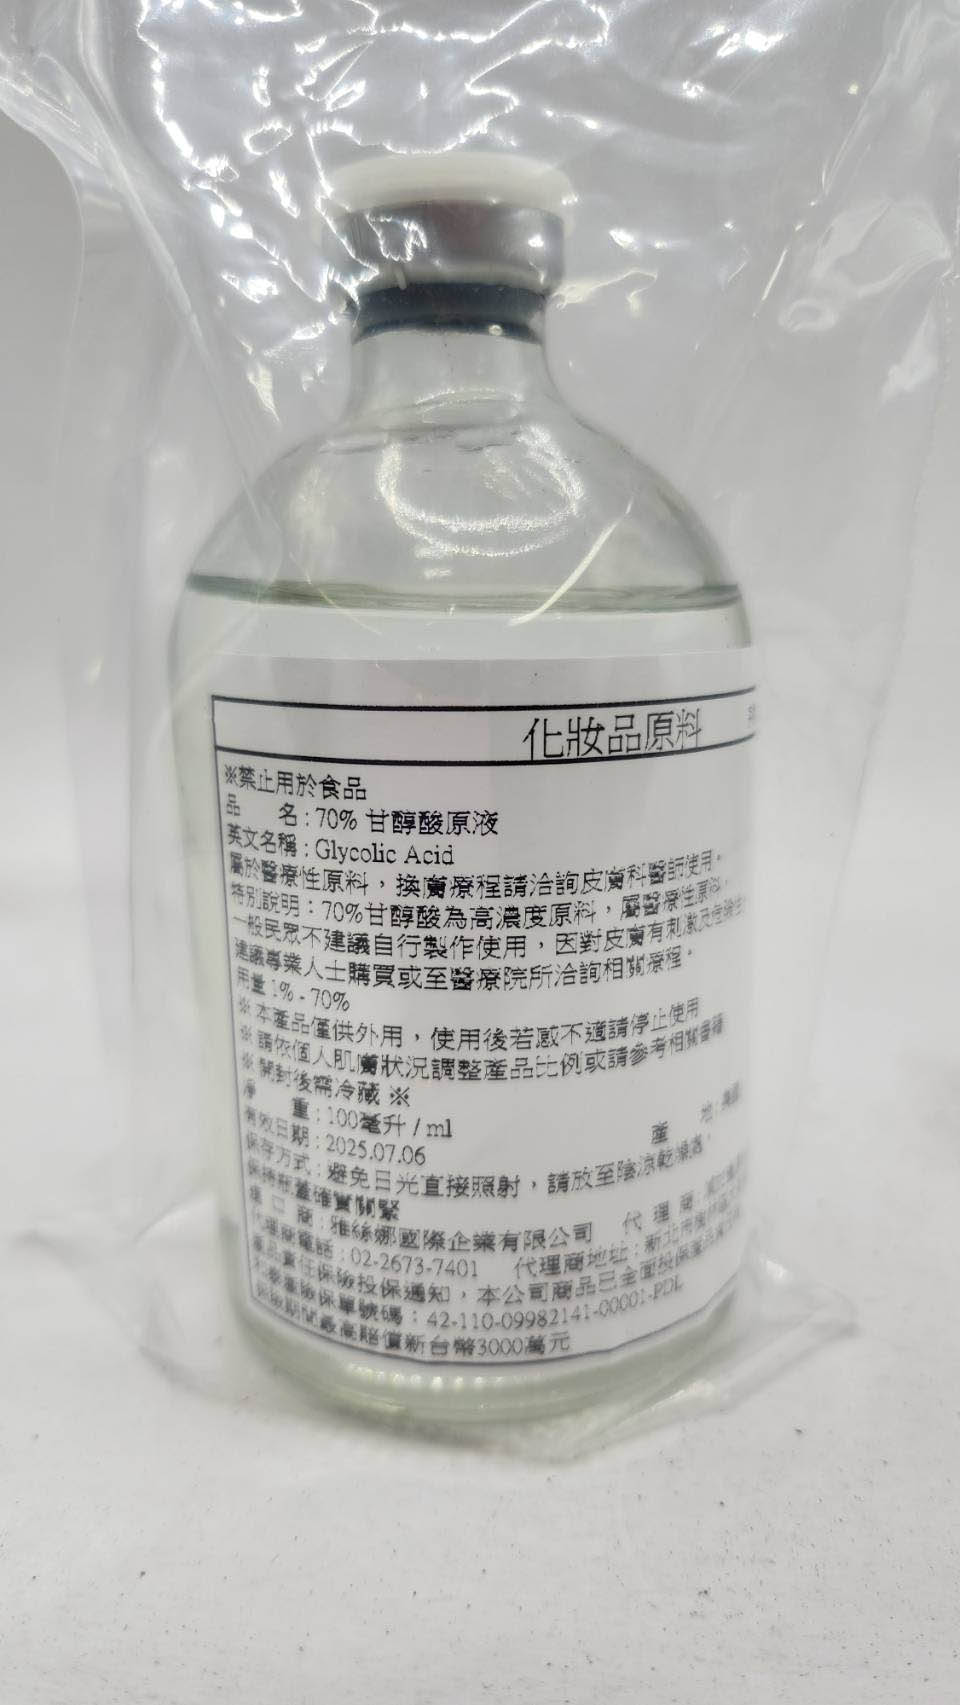 化妝品原料
※禁止用於食品
品 名：70% 甘醇酸原液
英文名稱：Glycolic Acid
屬於醫療性原料，換膚療程請洽詢皮膚科醫師使用。
特別說明：70%甘醇酸為高濃度原料，屬醫療性原料，
一般民眾不建議自行製作使用，因對皮膚有刺激及危險性
建議專業人士購買或至醫療院所洽詢相關療程。
用量 1% - 70%
※本產品僅供外用，使用後若感不適請停止使用
※請依個人肌膚狀況調整產品比例或請參考相關書籍
※開封後需冷藏 ※
淨 重：100毫升 / ml 產 地：
有效日期：2025.07.06
保存方式：避免日光直接照射，請放至陰涼乾燥處，
保持瓶蓋確實關緊
進 口 商：雅絲娜國際企業有限公司 代 理 商：
代理商電話：02-2673-7401 代理商地址：新北市
產品責任保險投保通知，本公司商品已全面投保產品責任
保險單號碼：42-110-09982141-00001-PDL
保險期間最高賠償新台幣3000萬元